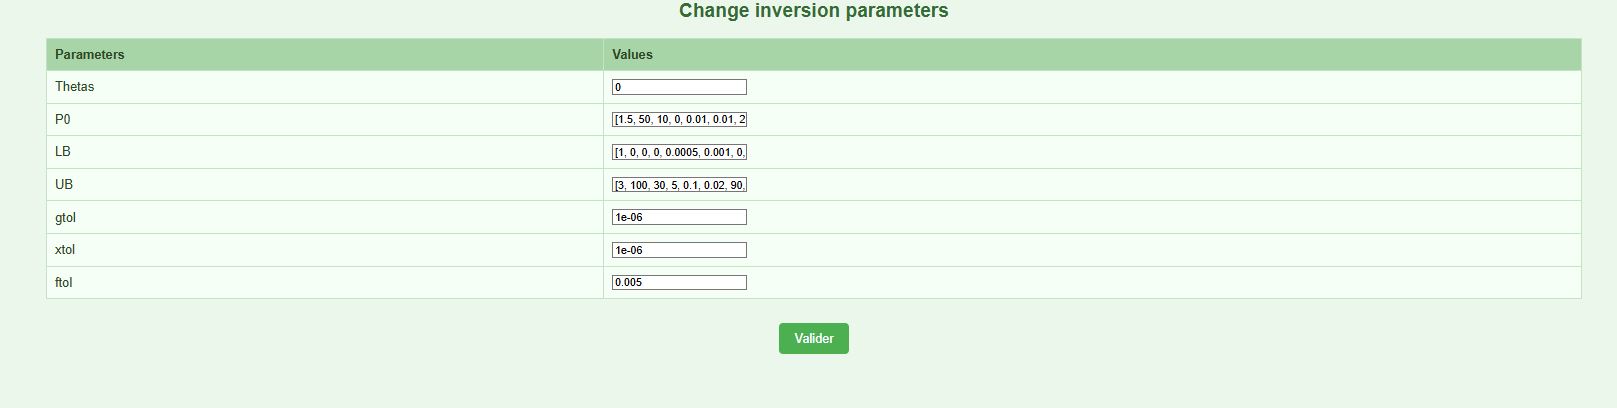 Change inversion parameters
Parameters Values
Thetas 0
P0 [1.5, 50, 10, 0, 0.01, 0.01, 2
LB [1, 0, 0, 0, 0.0005, 0.001, 0,
UB [3, 100, 30, 5, 0.1, 0.02, 90,
gtol 1e-06
xtol 1e-06
ftol 0.005
Valider